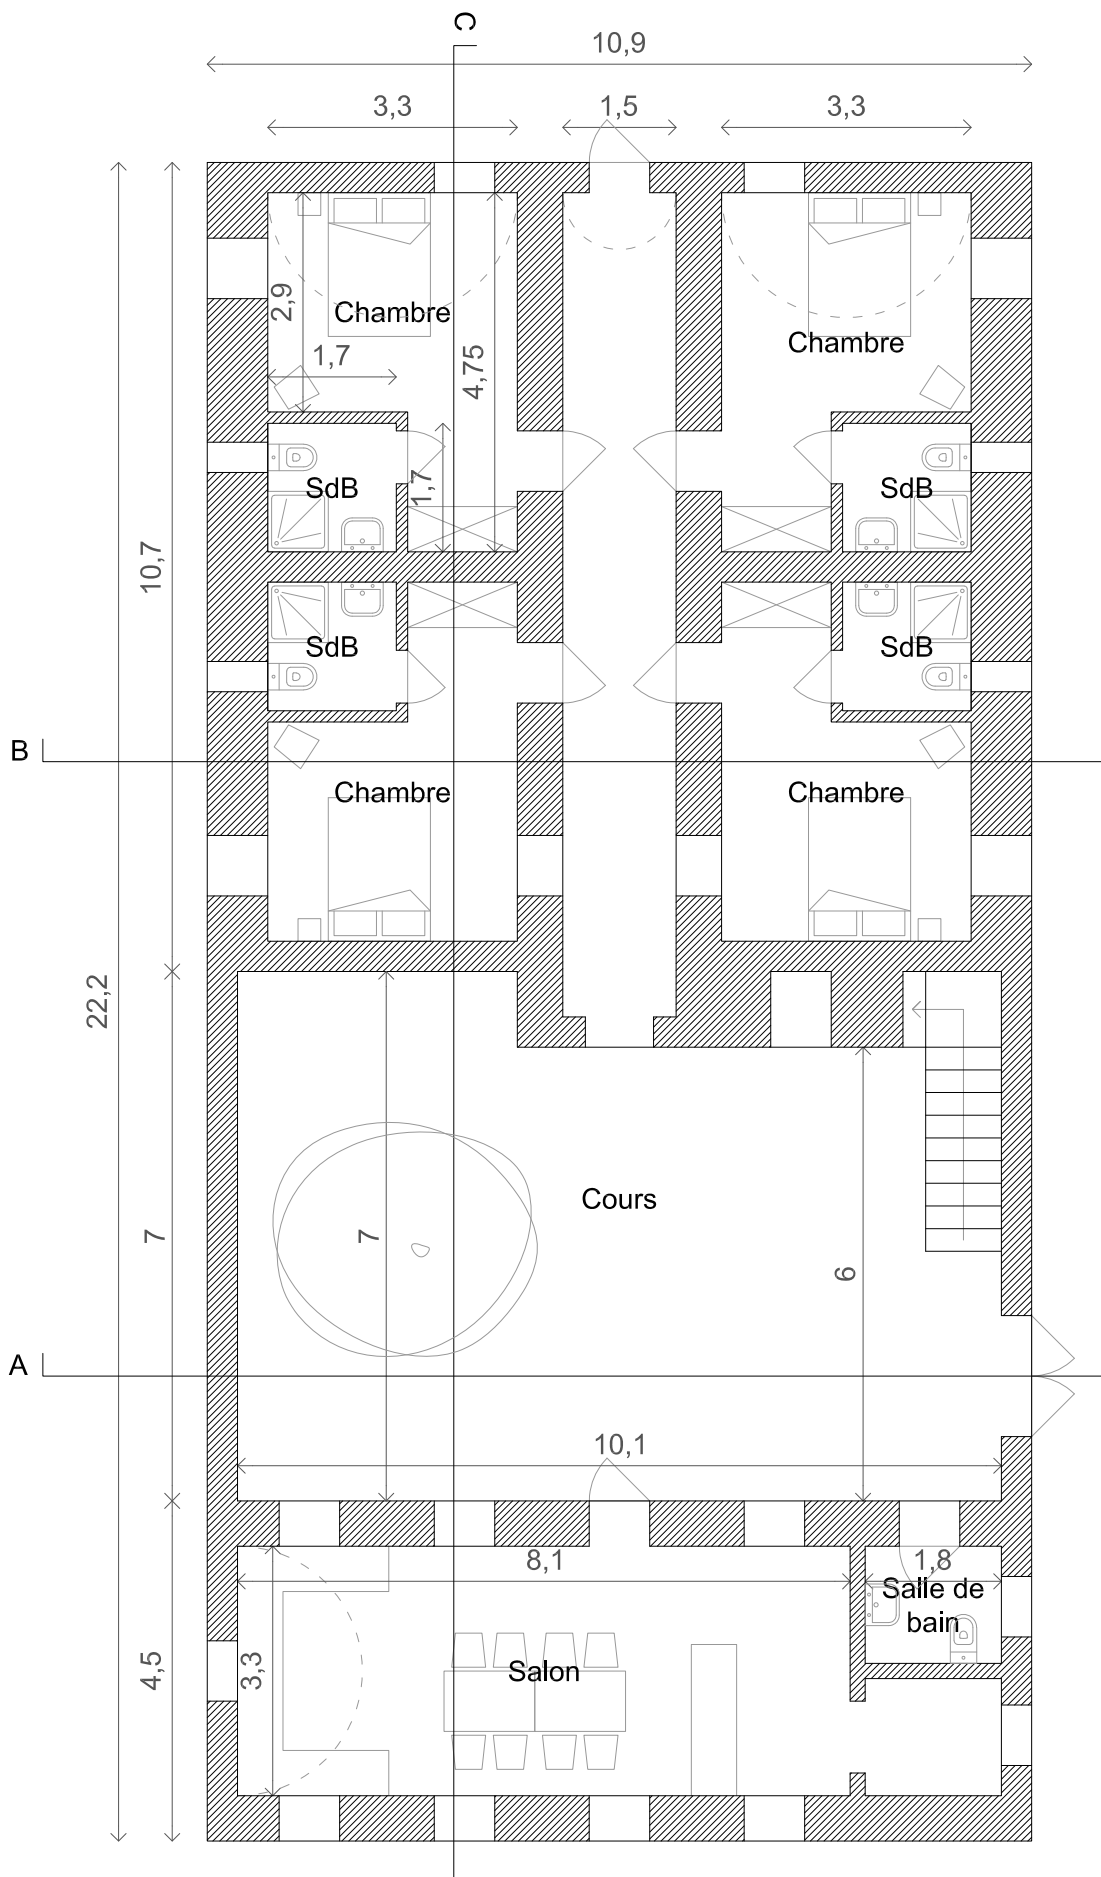 C
10,9
3,3
1,5
3,3
2,9
Chambre
Chambre
1,7
4,75
SdB
1,7
SdB
10,7
SdB
SdB
B
Chambre
Chambre
22,2
7
7
Cours
6
A
10,1
8,1
1,8
Salle de
bain
4,5
3,3
Salon